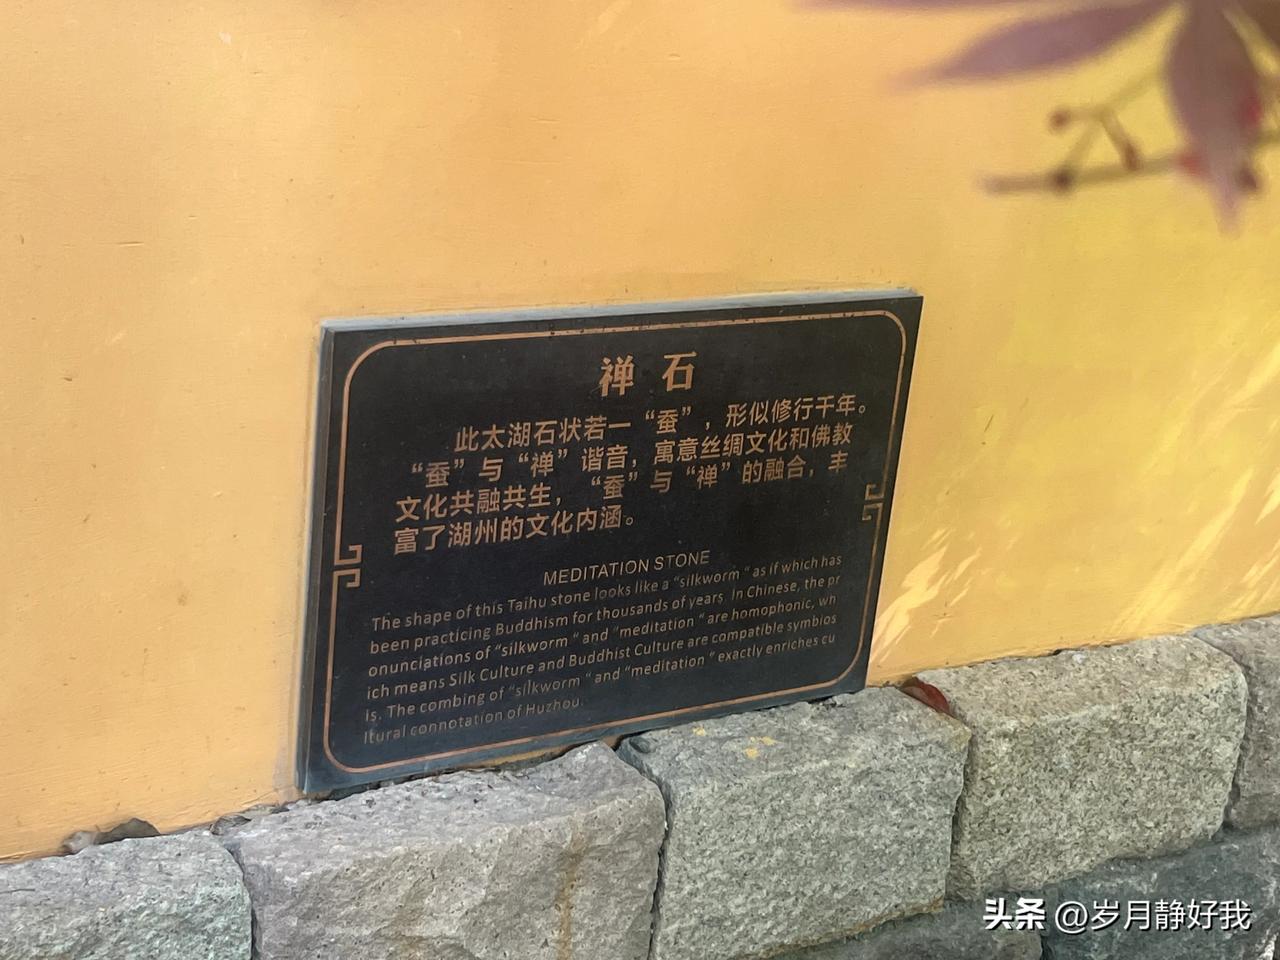 禅石
此太湖石状若一“蚕”，形似修行千年。
“蚕”与“禅”谐音，寓意丝绸文化和佛教
文化共融共生，“蚕”与“禅”的融合，丰
富了湖州的文化内涵。
MEDITATION STONE
The shape of this Taihu stone looks like a “silkworm “ as if which has
been practicing Buddhism for thousands of years. In Chinese, the pr
onunciations of “silkworm “ and “meditation “ are homophonic, wh
ich means Silk Culture and Buddhist Culture are compatible symbios
is. The combing of “silkworm “ and “meditation “ exactly enriches cu
ltural connotation of Huzhou.
头条 @岁月静好我